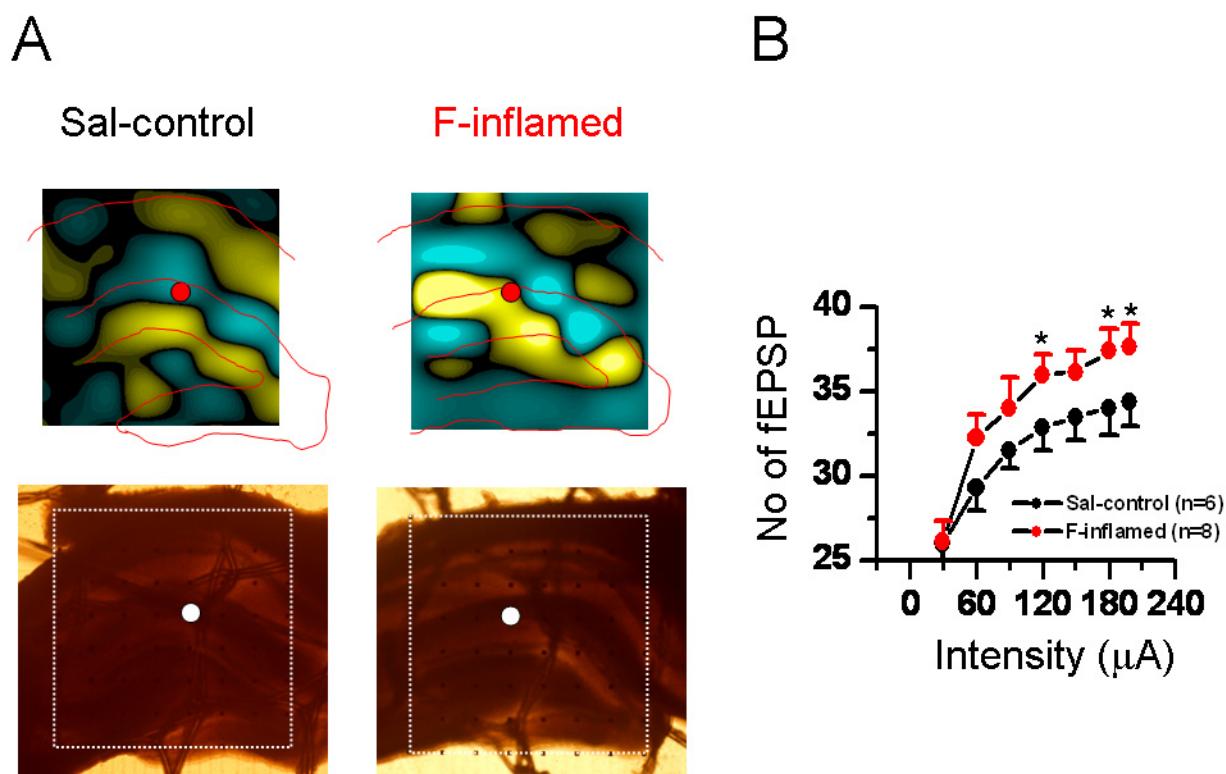 A
B
Sal-control
F-inflamed
No of fEPSP
40
35
30
25
* * *
Sal-control (n=6)
F-inflamed (n=8)
0 60 120 180 240
Intensity (μA)